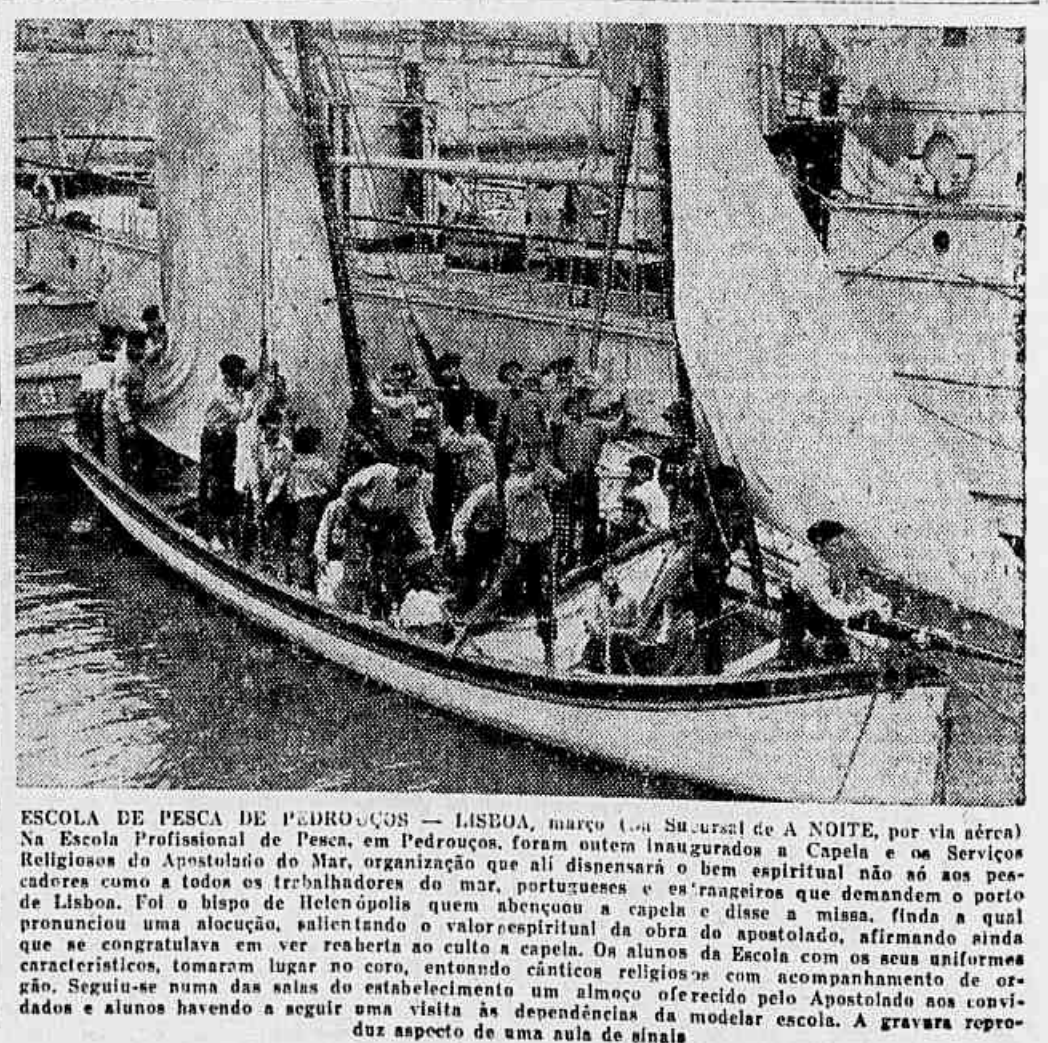 ESCOLA DE PESCA DE PEDROUÇOS — LISBOA, março (Da Sucursal de A NOITE, por via aérea)
Na Escola Profissional de Pesca, em Pedrouços, foram ontem inaugurados a Capela e os Serviços
Religiosos do Apostolado do Mar, organização que ali dispensará o bem espiritual não só aos pes-
cadores como a todos os trabalhadores do mar, portugueses e estrangeiros que demandem o porto
de Lisboa. Foi o bispo de Helenópolis quem abençoou a capela e disse a missa, finda a qual
pronunciou uma alocução, salientando o valor espiritual da obra do apostolado, afirmando ainda
que se congratulava em ver reaberta ao culto a capela. Os alunos da Escola com os seus uniformes
característicos, tomaram lugar no coro, entoando cânticos religiosos com acompanhamento de or-
gão. Seguiu-se numa das salas do estabelecimento um almoço oferecido pelo Apostolado aos convi-
dados e alunos havendo a seguir uma visita às dependências da modelar escola. A gravura repro-
duz aspecto de uma aula de sinais